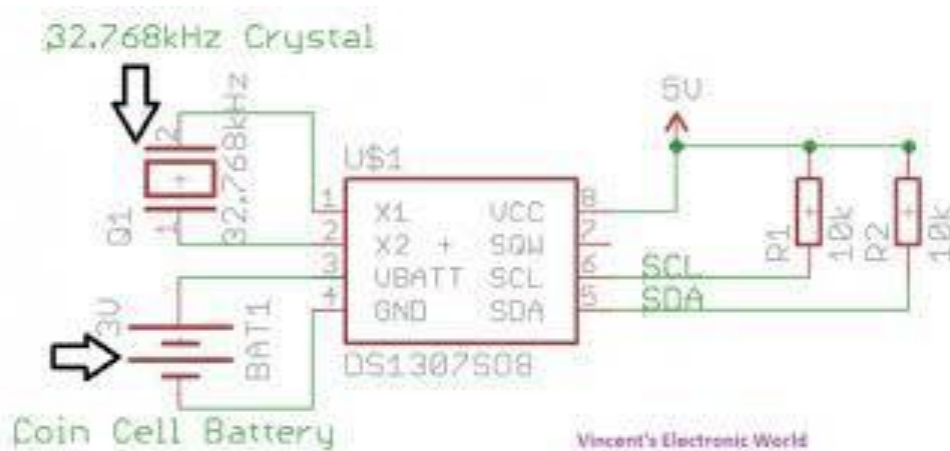 32.768kHz Crystal
5V
2
32.768kHz
Q1
1
U$1
1 X1 VCC 8
2 X2 + SQW 7
3 VBATT SCL 6
4 GND SDA 5
SCL
SDA
R1
10k
R2
10k
3V
BAT1
DS1307SO8
Coin Cell Battery
Vincent's Electronic World